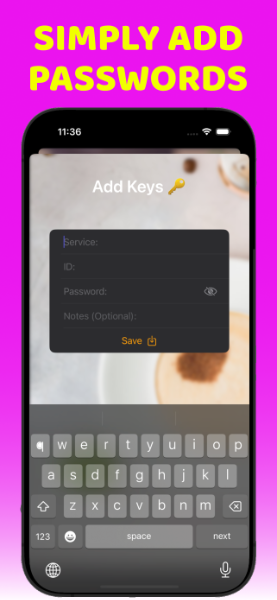 SIMPLY ADD
PASSWORDS
11:36
Add Keys 🔑
Service:
ID:
Password:
Notes (Optional):
Save
q w e r t y u i o p
a s d f g h j k l
z x c v b n m
123 space next